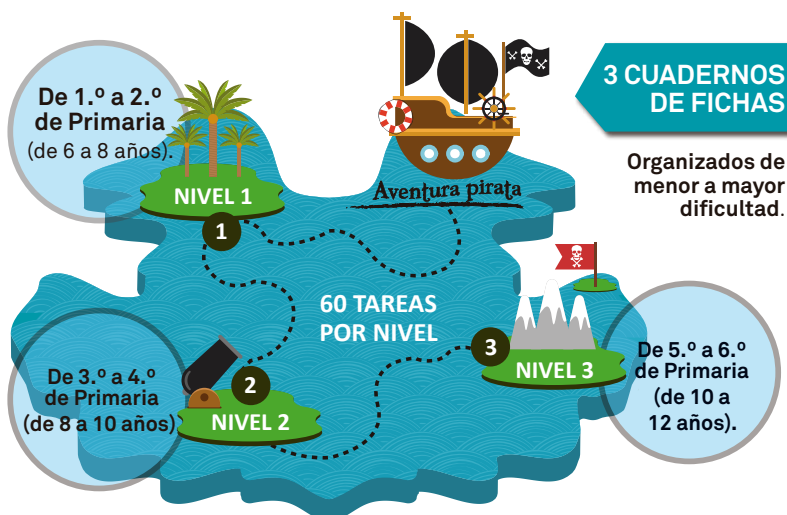 De 1.º a 2.º
de Primaria
(de 6 a 8 años).
NIVEL 1
1
Aventura pirata
3 CUADERNOS
DE FICHAS
Organizados de
menor a mayor
dificultad.
60 TAREAS
POR NIVEL
De 3.º a 4.º
de Primaria
(de 8 a 10 años)
2
NIVEL 2
3
NIVEL 3
De 5.º a 6.º
de Primaria
(de 10 a
12 años).